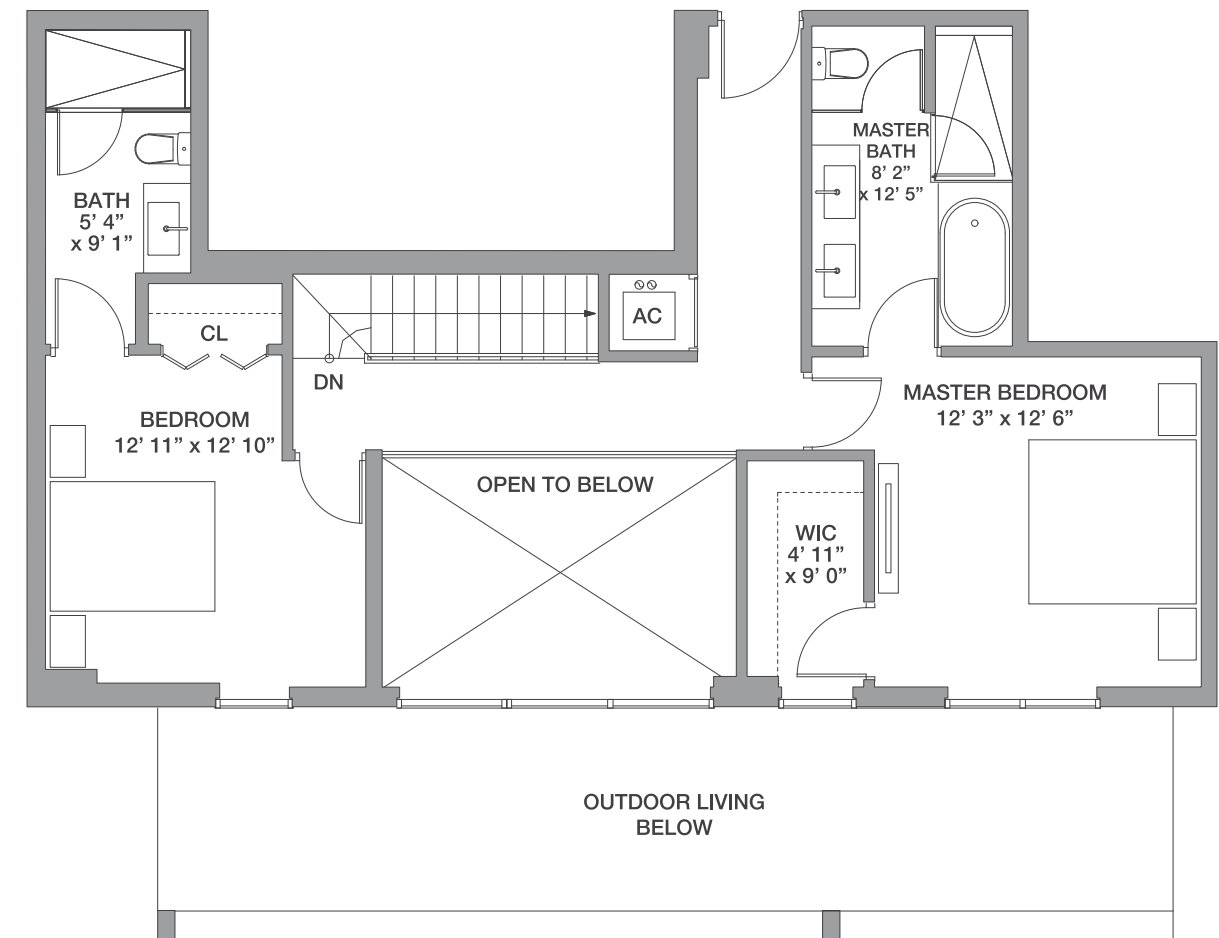 MASTER
BATH
8’ 2”
x 12’ 5”
BATH
5’ 4”
x 9’ 1”
CL
AC
DN
BEDROOM
12’ 11” x 12’ 10”
MASTER BEDROOM
12’ 3” x 12’ 6”
OPEN TO BELOW
WIC
4’ 11”
x 9’ 0”
OUTDOOR LIVING
BELOW